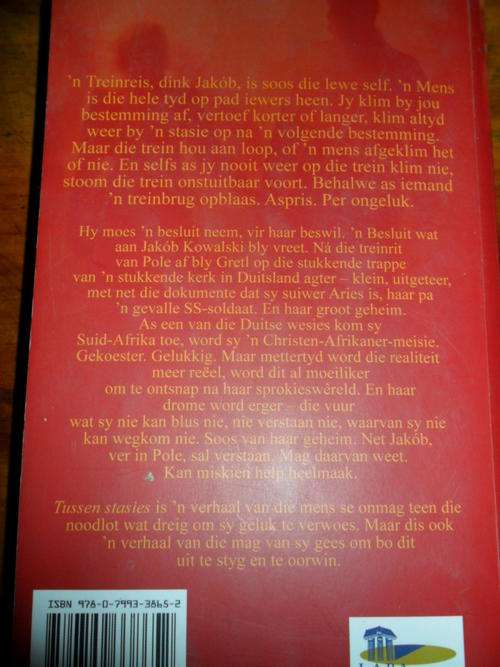 'n Treinreis, dink Jakób, is soos die lewe self. 'n Mens
is die hele tyd op pad iewers heen. Jy klim by jou
bestemming af, vertoef korter of langer, klim altyd
weer by 'n stasie op na 'n volgende bestemming.
Maar die trein hou aan loop, of 'n mens afgeklim het
of nie. En selfs as jy nooit weer op die trein klim nie,
stoom die trein onstuitbaar voort. Behalwe as iemand
'n treinbrug opblaas. Aspris. Per ongeluk.
Hy moes 'n besluit neem, vir haar beswil. 'n Besluit wat
aan Jakób Kowalski bly vreet. Ná die treinrit
van Pole af bly Gretl op die stukkende trappe
van 'n stukkende kerk in Duitsland agter – klein, uitgeteer,
met net die dokumente dat sy suiwer Aries is, haar pa
'n gevalle SS-soldaat. En haar groot geheim.
As een van die Duitse wesies kom sy
Suid-Afrika toe, word sy 'n Christen-Afrikaner-meisie.
Gekoester. Gelukkig. Maar mettertyd word die realiteit
meer reëel, word dit al moeiliker
om te ontsnap na haar sprokieswêreld. En haar
drome word erger – die vuur
wat sy nie kan blus nie, nie verstaan nie, waarvan sy nie
kan wegkom nie. Soos van haar geheim. Net Jakób,
ver in Pole, sal verstaan. Mag daarvan weet.
Kan miskien help heelmaak.
Tussen stasies is 'n verhaal van die mens se onmag teen die
noodlot wat dreig om sy geluk te verwoes. Maar dis ook
'n verhaal van die mag van sy gees om bo dit
uit te styg en te oorwin.
ISBN 978-0-7993-3865-2